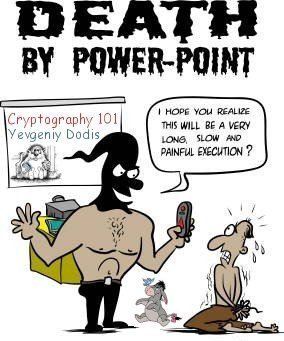 DEATH
BY POWER-POINT
Cryptography 101
Yevgeniy Dodis
I HOPE YOU REALIZE
THIS WILL BE A VERY
LONG, SLOW AND
PAINFUL EXECUTION ?